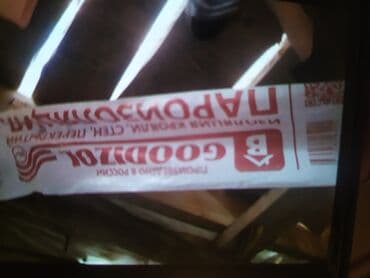 ПРОИЗВЕДЕНО В РОССИИ
B GOODIZOL
ИЗОЛЯЦИЯ КРОВЛИ, СТЕН, ПЕРЕКРЫТИЙ
ПАРОИЗОЛЯЦИЯ